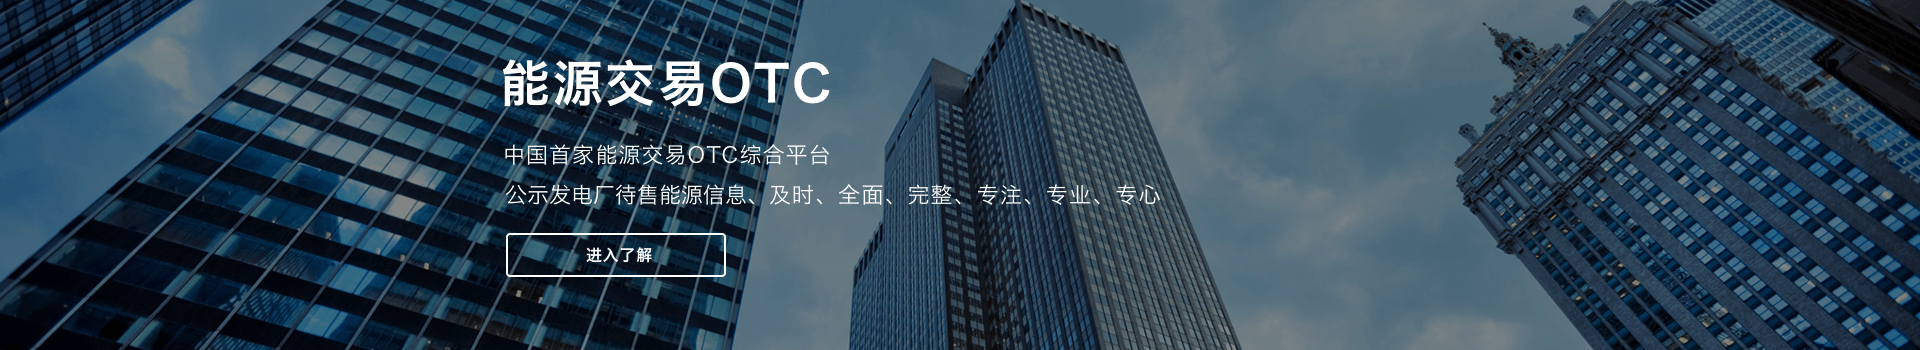 能源交易OTC
中国首家能源交易OTC综合平台
公示发电厂待售能源信息、及时、全面、完整、专注、专业、专心
进入了解